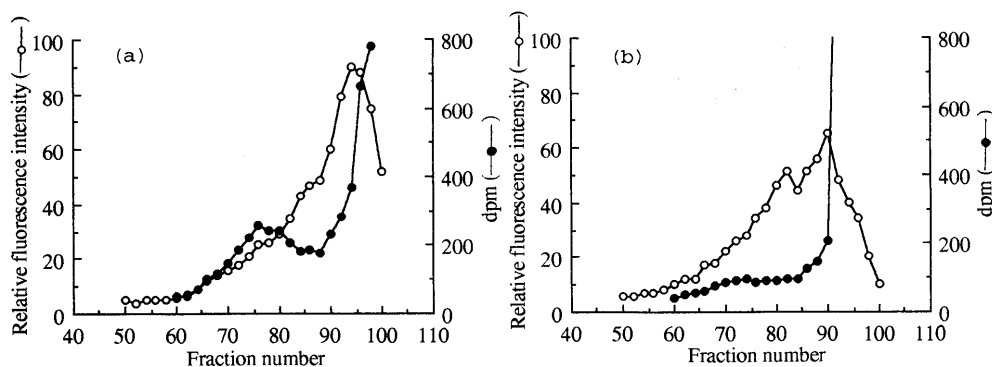 (a)
Relative fluorescence intensity (—○—)
100
80
60
40
20
0
40 50 60 70 80 90 100 110
Fraction number
800
600
400
200
0
dpm (—●—)
(b)
Relative fluorescence intensity (—○—)
100
80
60
40
20
0
40 50 60 70 80 90 100 110
Fraction number
800
600
400
200
0
dpm (—●—)